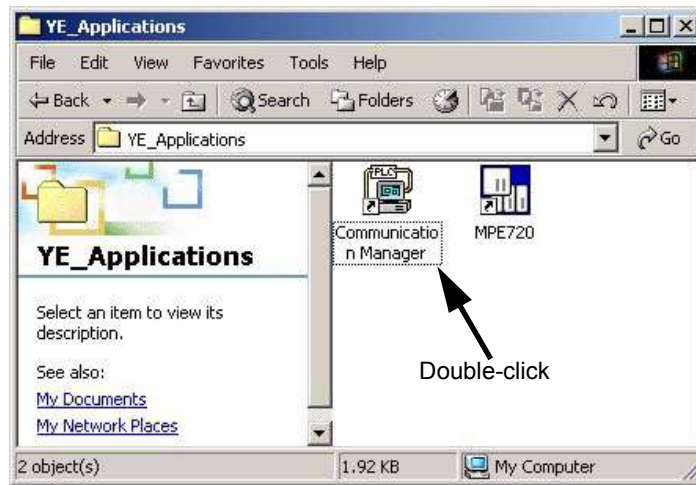 YE_Applications
File Edit View Favorites Tools Help
Back Search Folders
Address YE_Applications Go
PLC
Communicatio
n Manager
MPE720
YE_Applications
Select an item to view its
description.
See also:
My Documents
My Network Places
Double-click
2 object(s) 1.92 KB My Computer